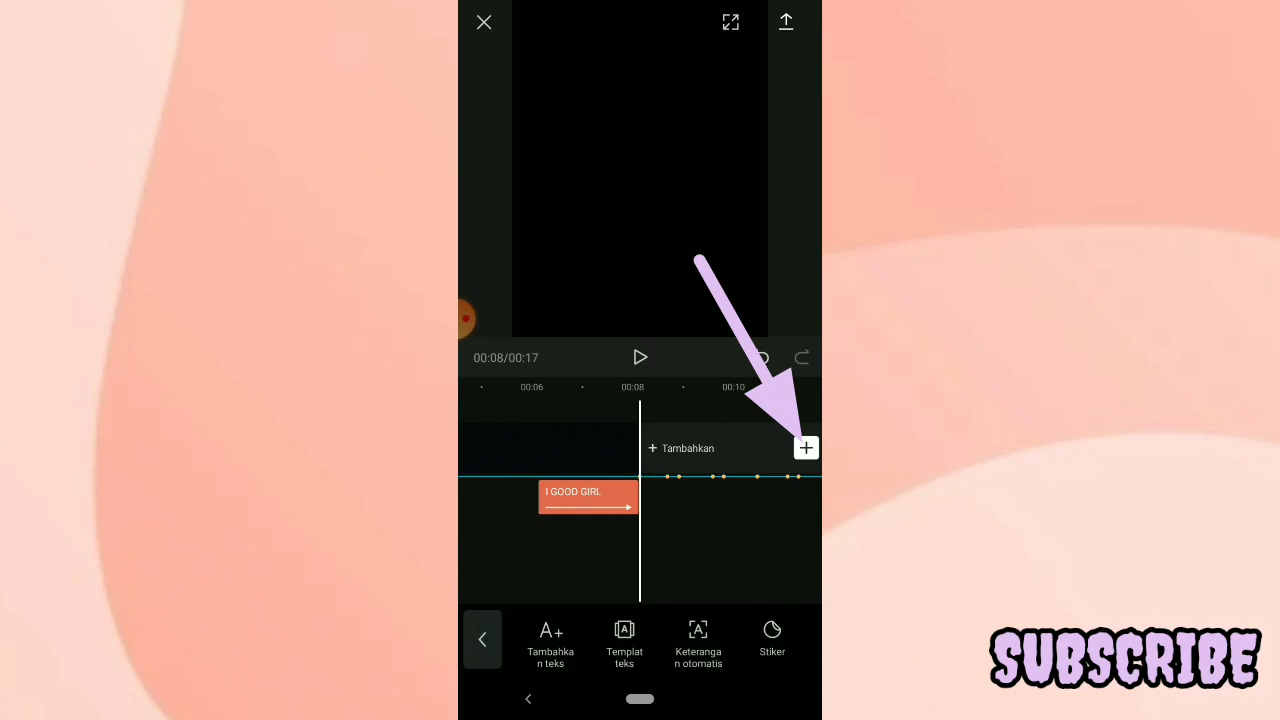 00:08/00:17
00:06
00:08
00:10
+ Tambahkan
I GOOD GIRL
Tambahka
n teks
Templat
teks
Keteranga
n otomatis
Stiker
SUBSCRIBE